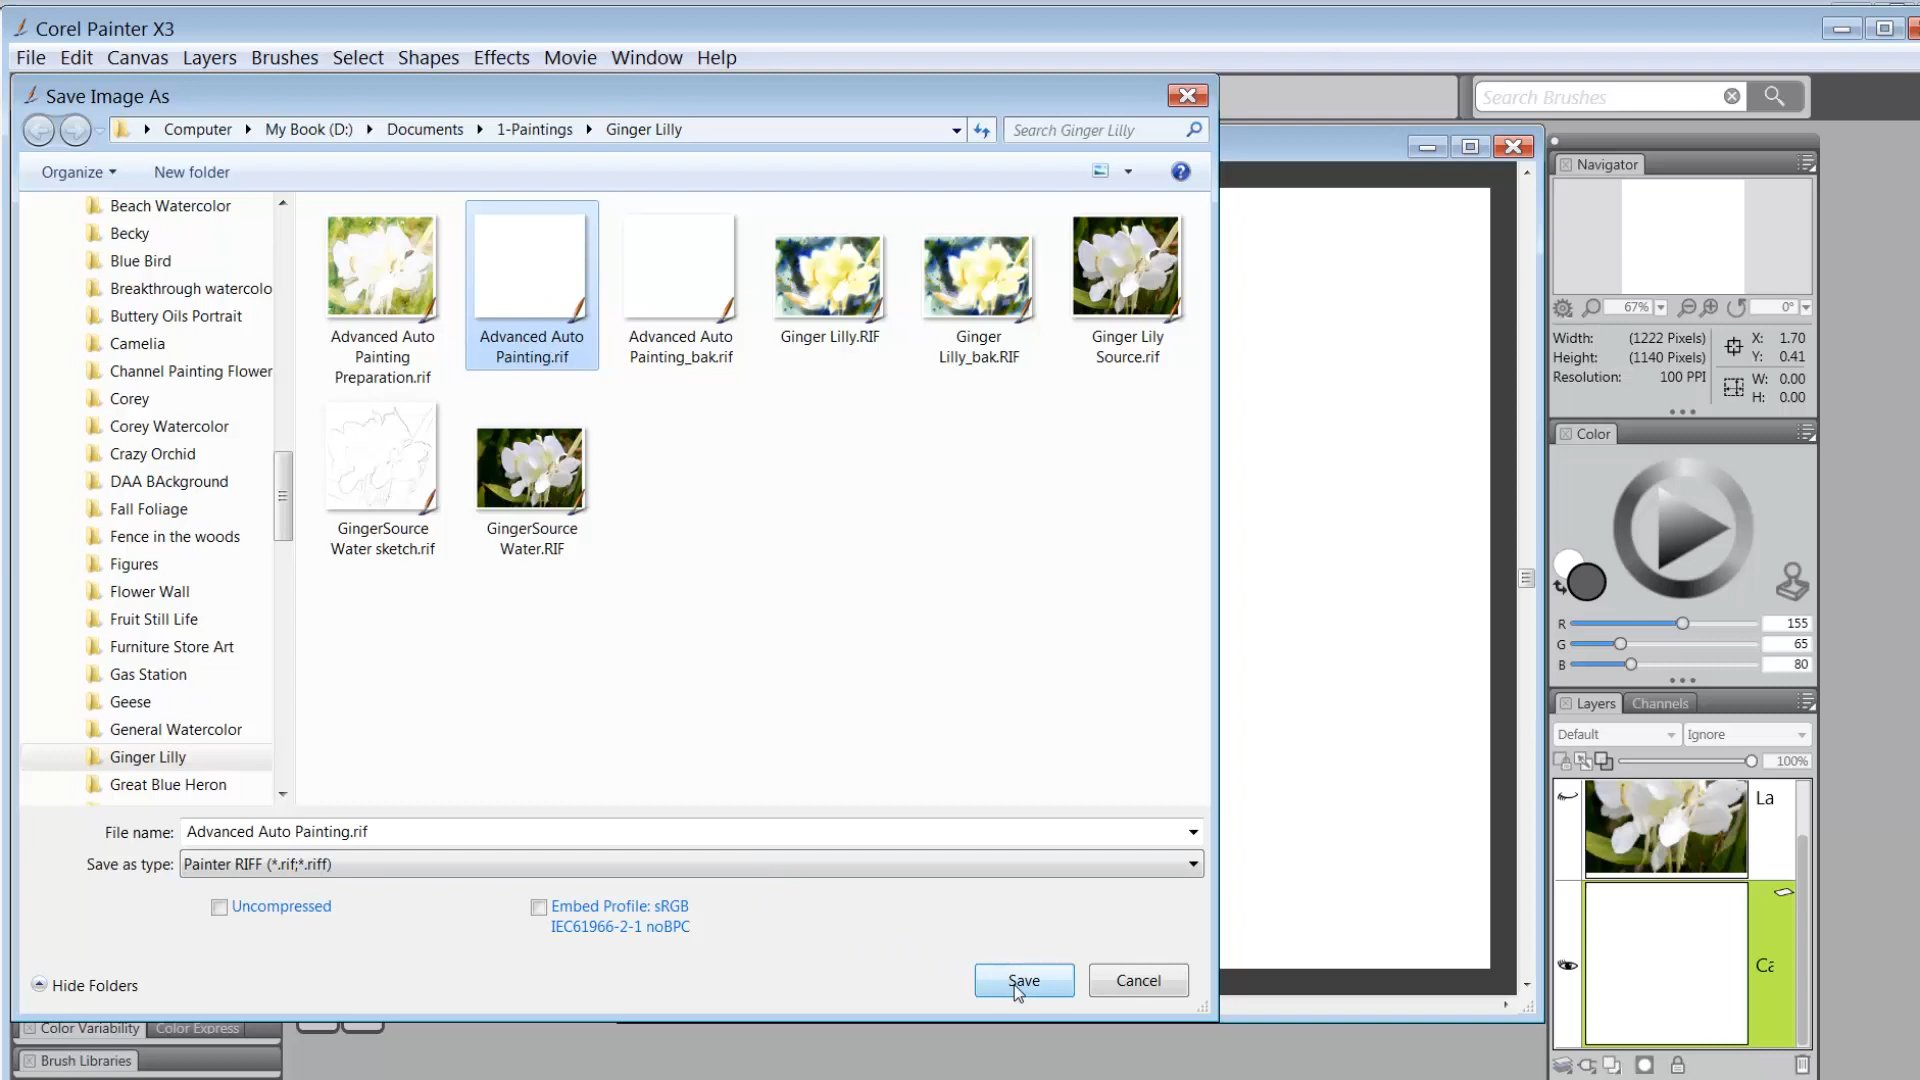 Corel Painter X3
File Edit Canvas Layers Brushes Select Shapes Effects Movie Window Help
Save Image As
Search Brushes
Computer My Book (D:) Documents 1-Paintings Ginger Lilly
Search Ginger Lilly
Organize New folder
Beach Watercolor
Becky
Blue Bird
Breakthrough watercolo
Buttery Oils Portrait
Camelia
Channel Painting Flower
Corey
Corey Watercolor
Crazy Orchid
DAA BAckground
Fall Foliage
Fence in the woods
Figures
Flower Wall
Fruit Still Life
Furniture Store Art
Gas Station
Geese
General Watercolor
Ginger Lilly
Great Blue Heron
Advanced Auto
Painting
Preparation.rif
Advanced Auto
Painting.rif
Advanced Auto
Painting_bak.rif
Ginger Lilly.RIF
Ginger
Lilly_bak.RIF
Ginger Lily
Source.rif
GingerSource
Water sketch.rif
GingerSource
Water.RIF
File name: Advanced Auto Painting.rif
Save as type: Painter RIFF (*.rif;*.riff)
Uncompressed
Embed Profile: sRGB
IEC61966-2-1 noBPC
Hide Folders
Save
Cancel
Color Variability Color Express
Brush Libraries
Navigator
67% 0°
Width: (1222 Pixels) X: 1.70
Height: (1140 Pixels) Y: 0.41
Resolution: 100 PPI W: 0.00
H: 0.00
Color
R 155
G 65
B 80
Layers Channels
Default Ignore
100%
La
Ca